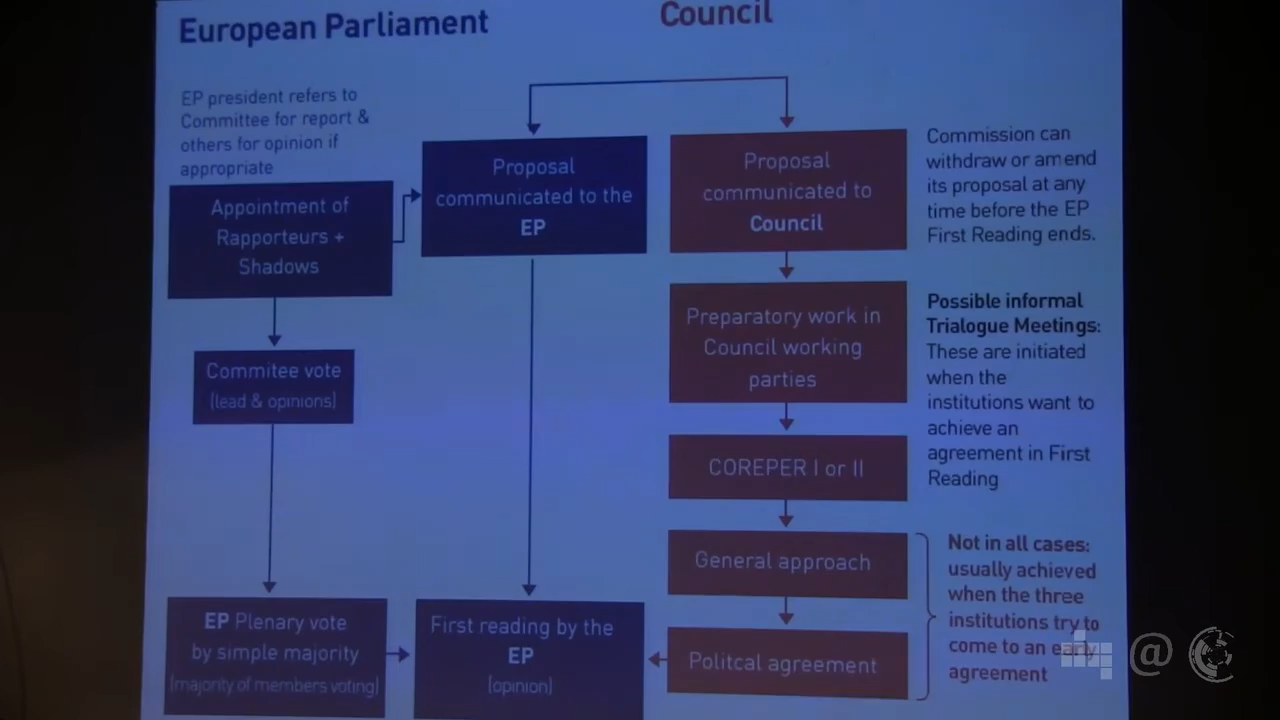 European Parliament
Council
EP president refers to
Committee for report &
others for opinion if
appropriate
Appointment of
Rapporteurs +
Shadows
Proposal
communicated to the
EP
Proposal
communicated to
Council
Commission can
withdraw or amend
its proposal at any
time before the EP
First Reading ends.
Commitee vote
(lead & opinions)
Preparatory work in
Council working
parties
Possible informal
Trialogue Meetings:
These are initiated
when the
institutions want to
achieve an
agreement in First
Reading
COREPER I or II
General approach
Politcal agreement
Not in all cases:
usually achieved
when the three
institutions try to
come to an early
agreement
EP Plenary vote
by simple majority
(majority of members voting)
First reading by the
EP
(opinion)
@